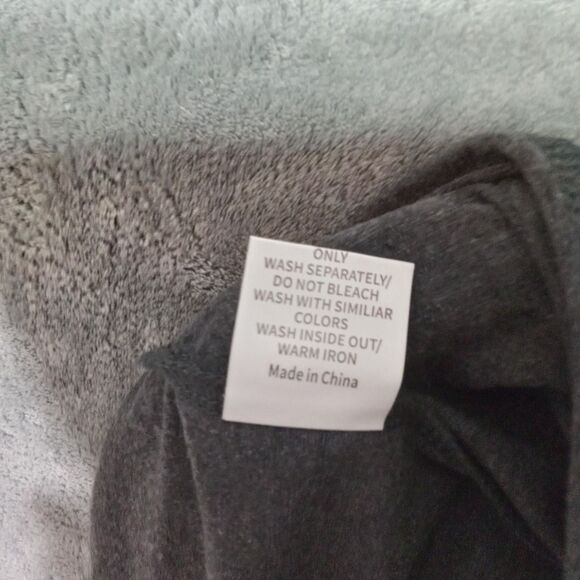 ONLY
WASH SEPARATELY/
DO NOT BLEACH
WASH WITH SIMILIAR
COLORS
WASH INSIDE OUT/
WARM IRON
Made in China